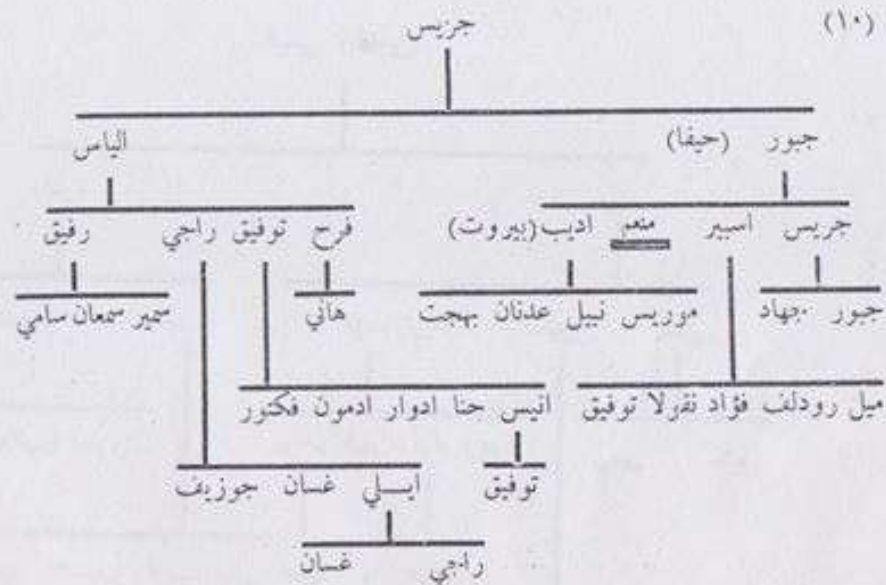 (١٠)
جريس
جبور (حيفا) الياس
جريس اسبير منعم اديب (بيروت) فرح توفيق راجي رفيق
جبور جهاد موريس نبيل عدنان بهجت هاني سمير سمعان سامي
ميل رودلف فؤاد نقولا توفيق انيس حنا ادوار ادمون فكتور
توفيق ايلي غسان جوزيف
راجي غسان